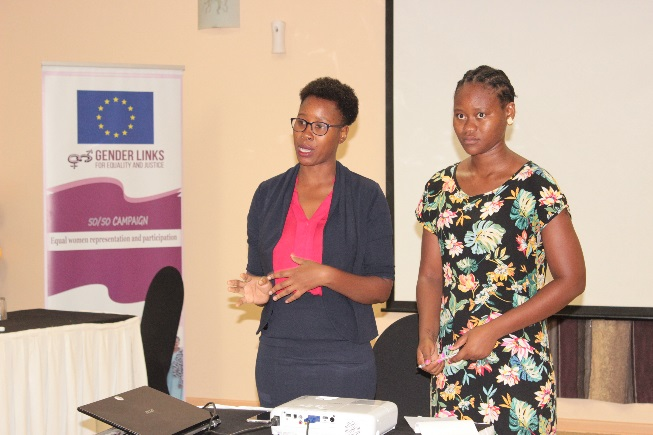 GENDER LINKS
FOR EQUALITY AND JUSTICE
50/50 CAMPAIGN
Equal women representation and participation